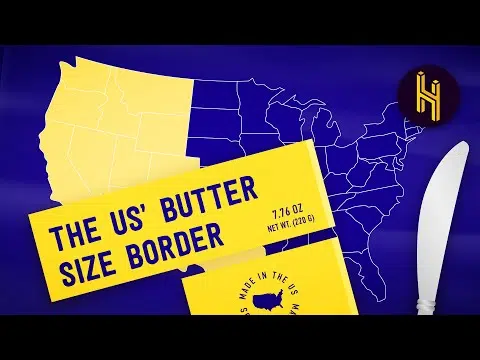 THE US' BUTTER
SIZE BORDER
7.76 OZ
NET WT. (220 G)
MADE IN THE US